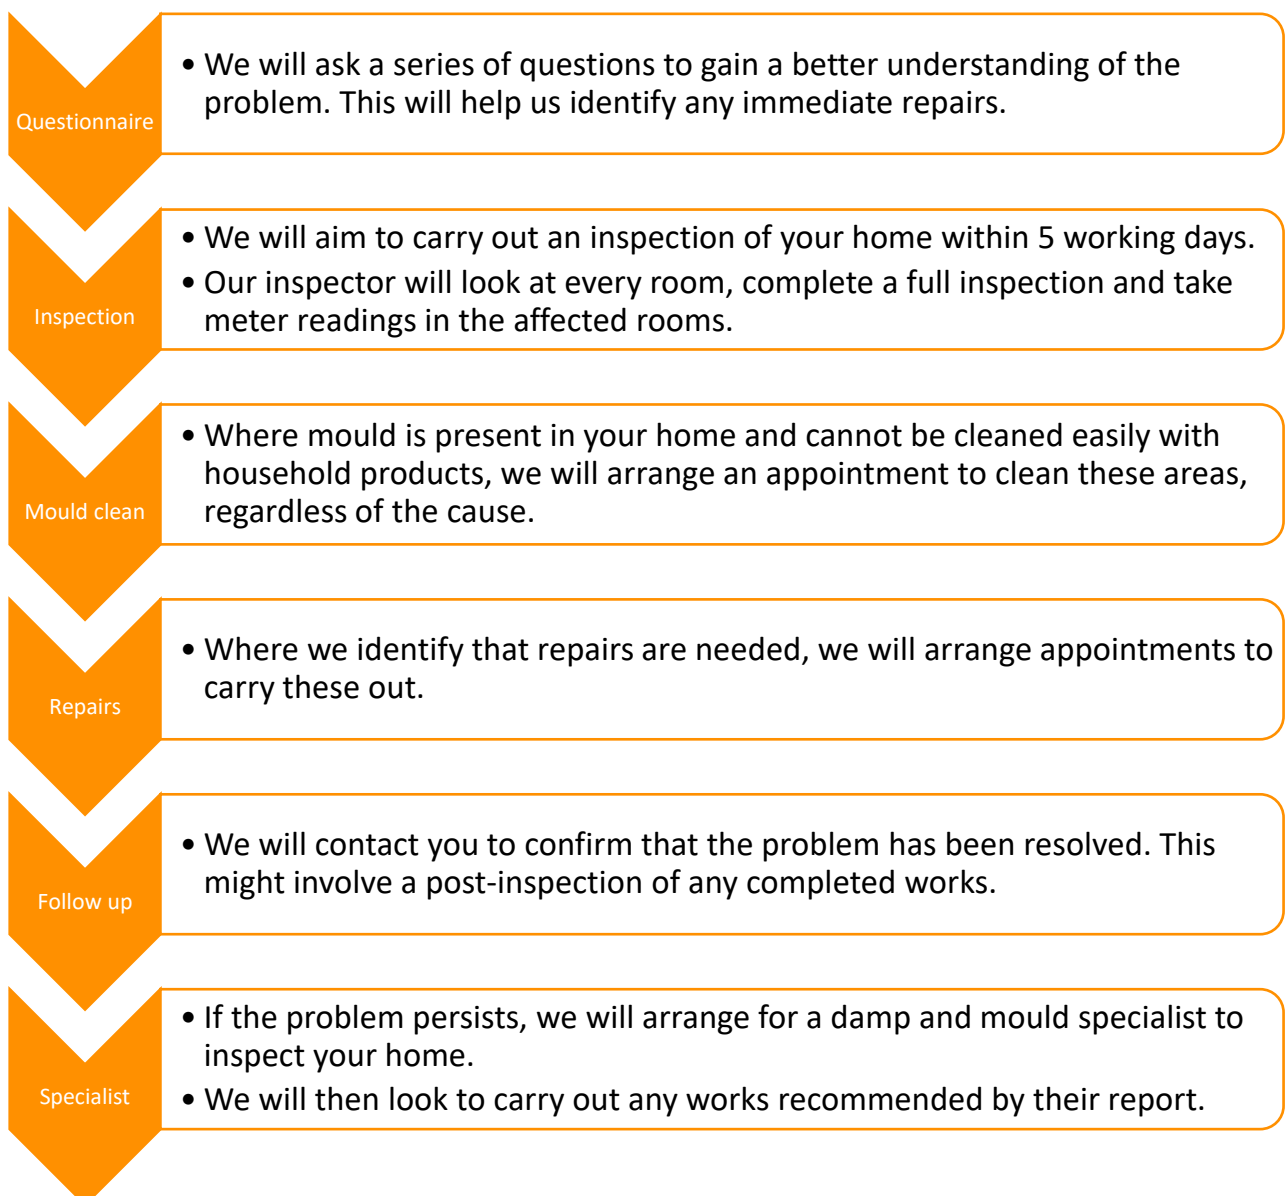 Questionnaire
• We will ask a series of questions to gain a better understanding of the
problem. This will help us identify any immediate repairs.
Inspection
• We will aim to carry out an inspection of your home within 5 working days.
• Our inspector will look at every room, complete a full inspection and take
meter readings in the affected rooms.
Mould clean
• Where mould is present in your home and cannot be cleaned easily with
household products, we will arrange an appointment to clean these areas,
regardless of the cause.
Repairs
• Where we identify that repairs are needed, we will arrange appointments to
carry these out.
Follow up
• We will contact you to confirm that the problem has been resolved. This
might involve a post-inspection of any completed works.
Specialist
• If the problem persists, we will arrange for a damp and mould specialist to
inspect your home.
• We will then look to carry out any works recommended by their report.